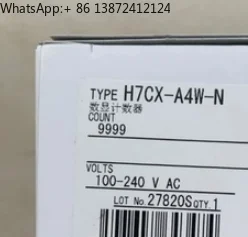 WhatsApp:+ 86 13872412124
TYPE H7CX-A4W-N
数显计数器
COUNT
9999
VOLTS
100-240 V AC
LOT No. 27820S QTY. 1